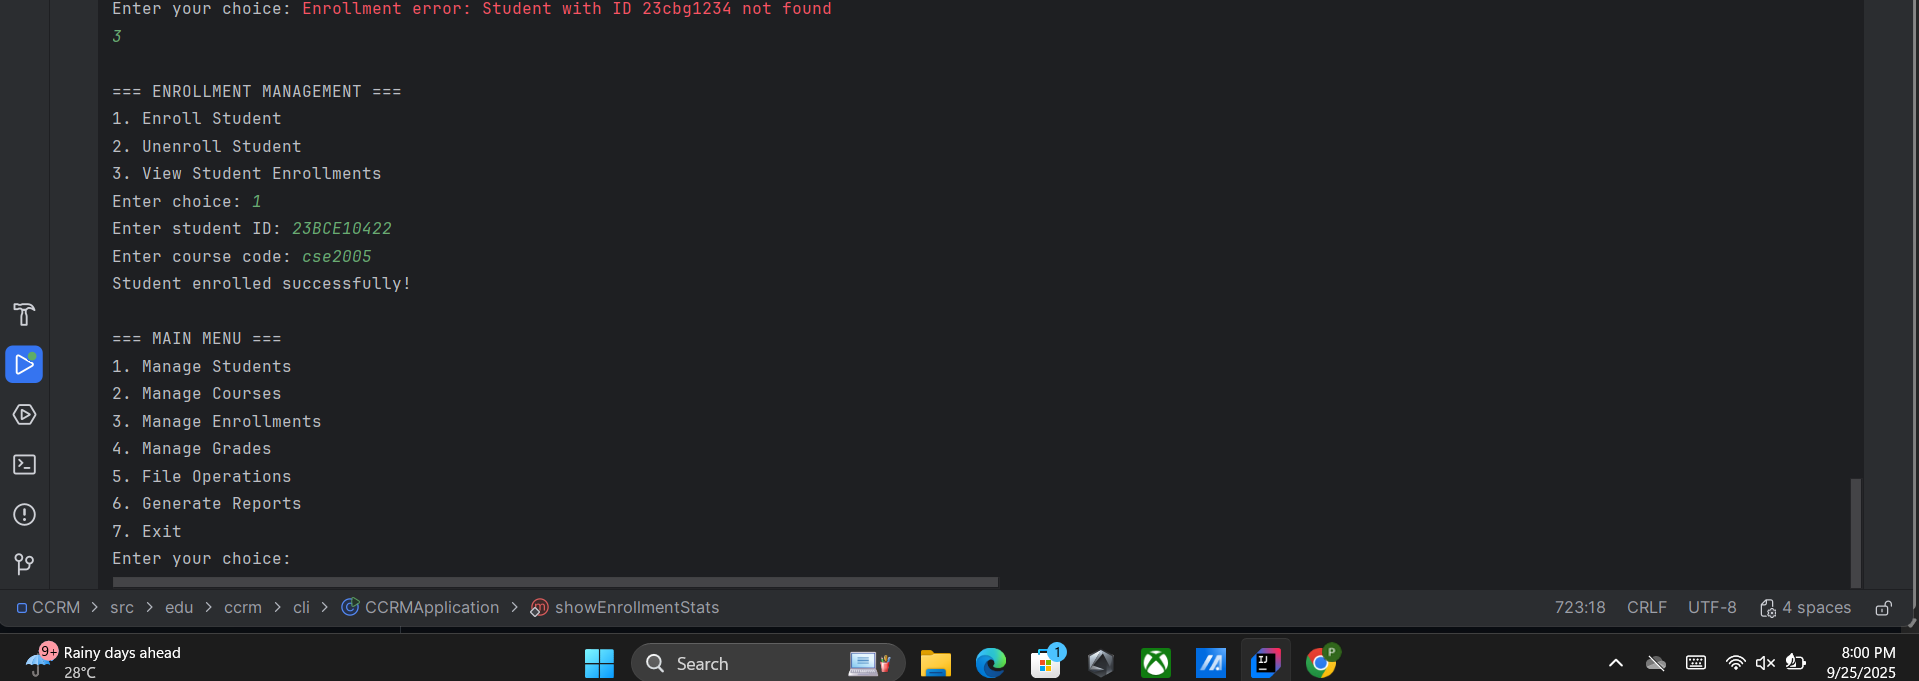 Enter your choice: Enrollment error: Student with ID 23cbg1234 not found
3
=== ENROLLMENT MANAGEMENT ===
1. Enroll Student
2. Unenroll Student
3. View Student Enrollments
Enter choice: 1
Enter student ID: 23BCE10422
Enter course code: cse2005
Student enrolled successfully!
=== MAIN MENU ===
1. Manage Students
2. Manage Courses
3. Manage Enrollments
4. Manage Grades
5. File Operations
6. Generate Reports
7. Exit
Enter your choice:
CCRM > src > edu > ccrm > cli > CCRMApplication > m showEnrollmentStats 723:18 CRLF UTF-8 4 spaces
9+ Rainy days ahead
28°C
Search
1
IJ
P
8:00 PM
9/25/2025